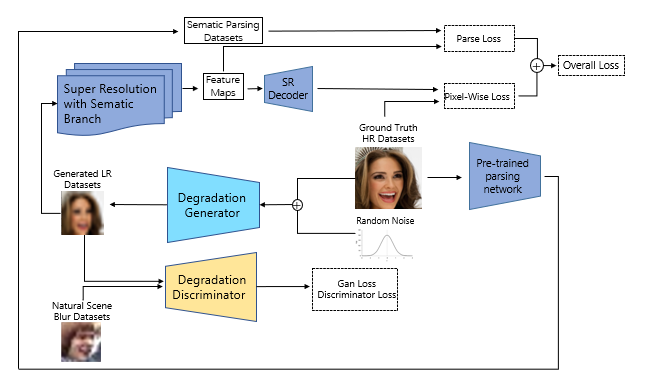 Sematic Parsing
Datasets
Parse Loss
Overall Loss
Super Resolution
with Sematic
Branch
Feature
Maps
SR
Decoder
Pixel-Wise Loss
Ground Truth
HR Datasets
Pre-trained
parsing
network
Generated LR
Datasets
Degradation
Generator
Random Noise
Degradation
Discriminator
Gan Loss
Discriminator Loss
Natural Scene
Blur Datasets